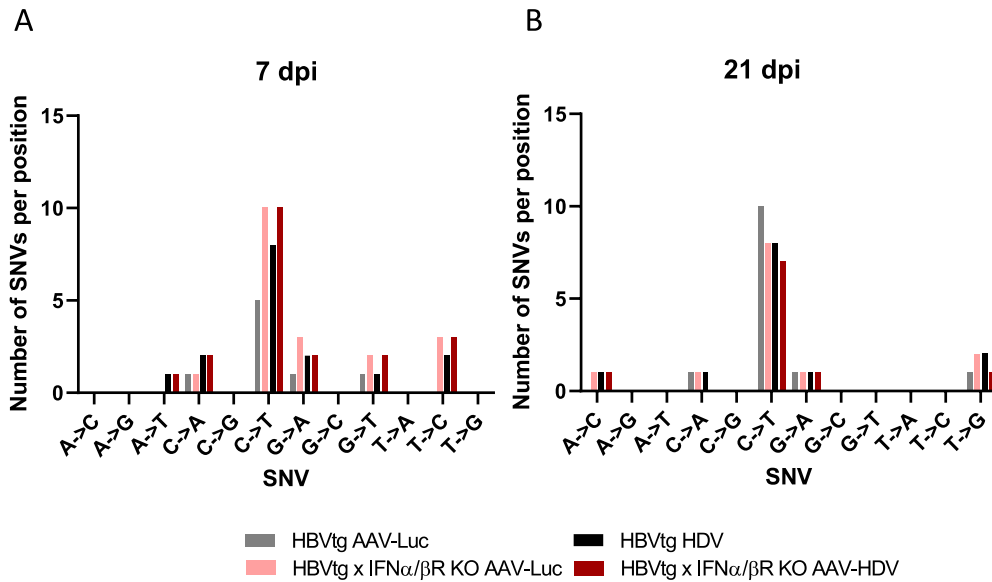 A
7 dpi
Number of SNVs per position
15
10
5
0
A->C
A->G
A->T
C->A
C->G
C->T
G->A
G->C
G->T
T->A
T->C
T->G
SNV
B
21 dpi
Number of SNVs per position
15
10
5
0
A->C
A->G
A->T
C->A
C->G
C->T
G->A
G->C
G->T
T->A
T->C
T->G
SNV
HBVtg AAV-Luc
HBVtg HDV
HBVtg x IFNα/βR KO AAV-Luc
HBVtg x IFNα/βR KO AAV-HDV